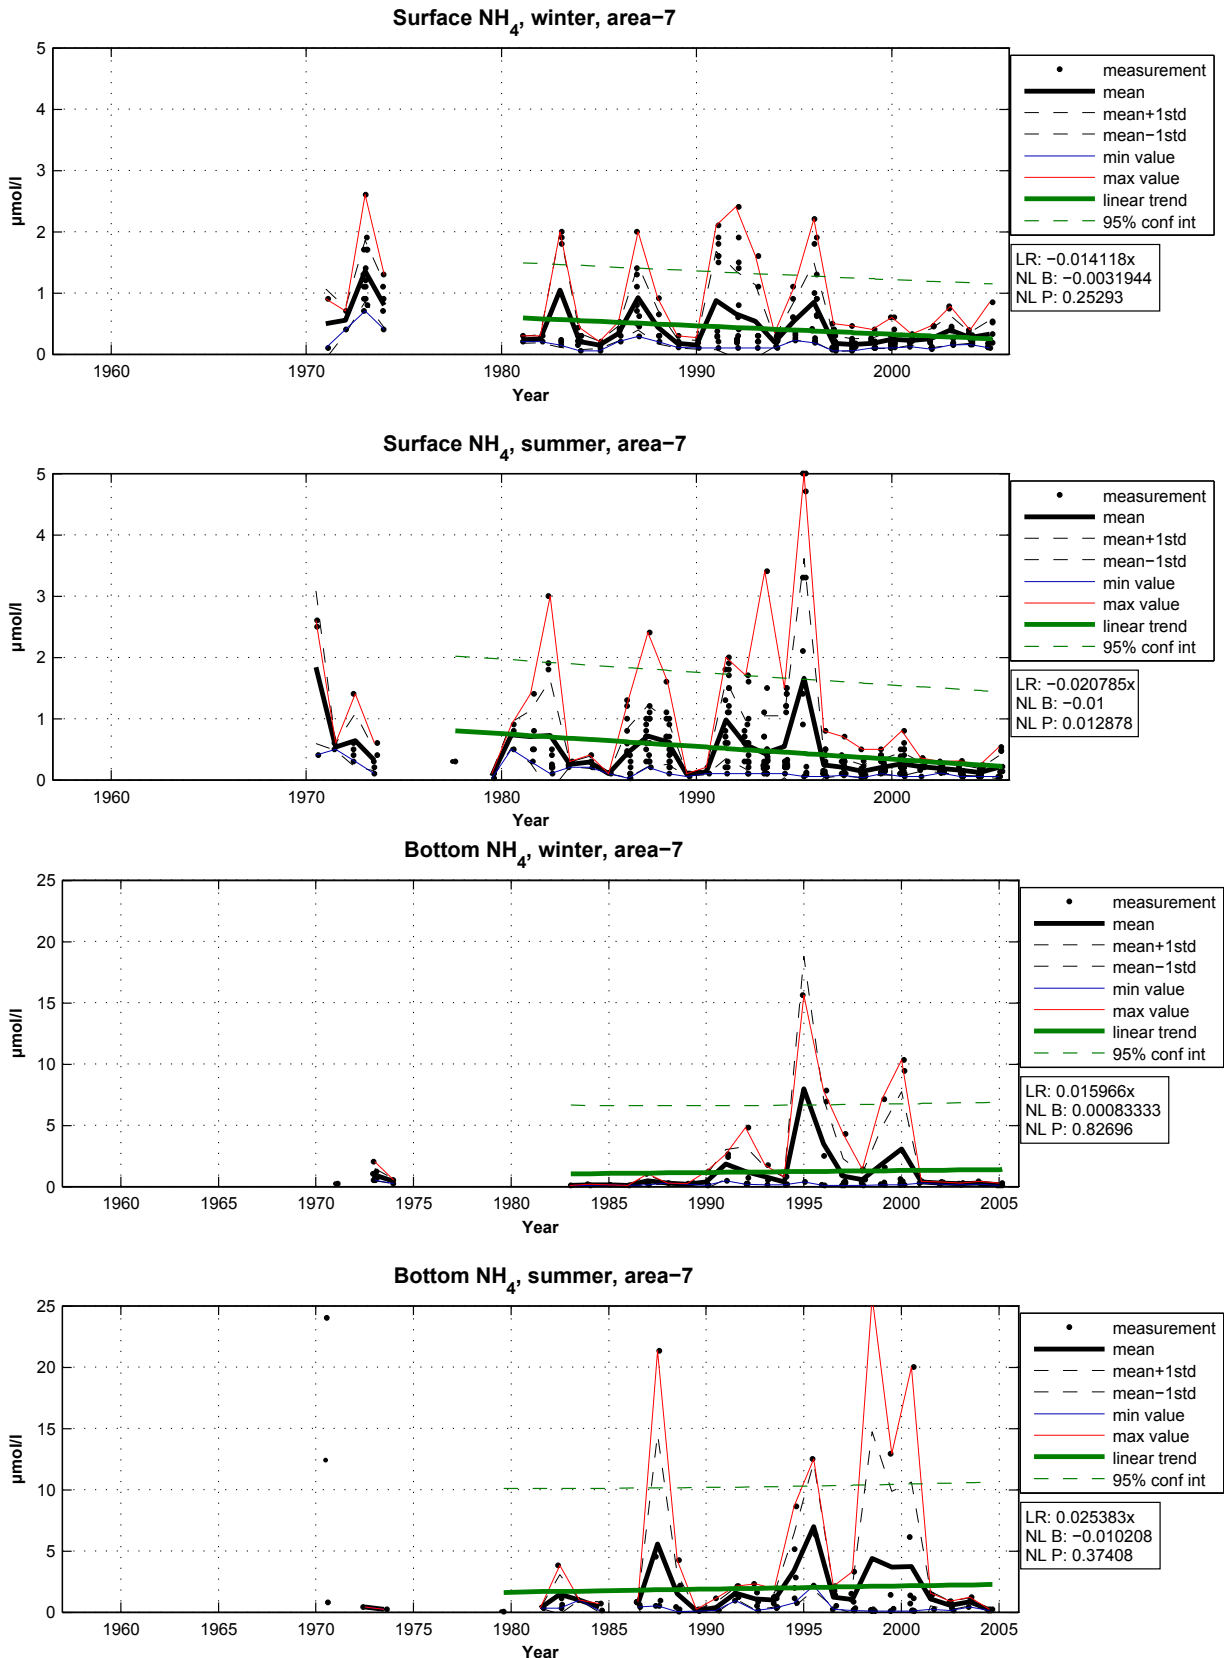 Surface NH4, winter, area−7
5
4
3
2
1
0
µmol/l
1960 1970 1980 1990 2000
Year
measurement
mean
mean+1std
mean−1std
min value
max value
linear trend
95% conf int
LR: −0.014118x
NL B: −0.0031944
NL P: 0.25293
Surface NH4, summer, area−7
5
4
3
2
1
0
µmol/l
1960 1970 1980 1990 2000
Year
measurement
mean
mean+1std
mean−1std
min value
max value
linear trend
95% conf int
LR: −0.020785x
NL B: −0.01
NL P: 0.012878
Bottom NH4, winter, area−7
25
20
15
10
5
0
µmol/l
1960 1965 1970 1975 1980 1985 1990 1995 2000 2005
Year
measurement
mean
mean+1std
mean−1std
min value
max value
linear trend
95% conf int
LR: 0.015966x
NL B: 0.00083333
NL P: 0.82696
Bottom NH4, summer, area−7
25
20
15
10
5
0
µmol/l
1960 1965 1970 1975 1980 1985 1990 1995 2000 2005
Year
measurement
mean
mean+1std
mean−1std
min value
max value
linear trend
95% conf int
LR: 0.025383x
NL B: −0.010208
NL P: 0.37408